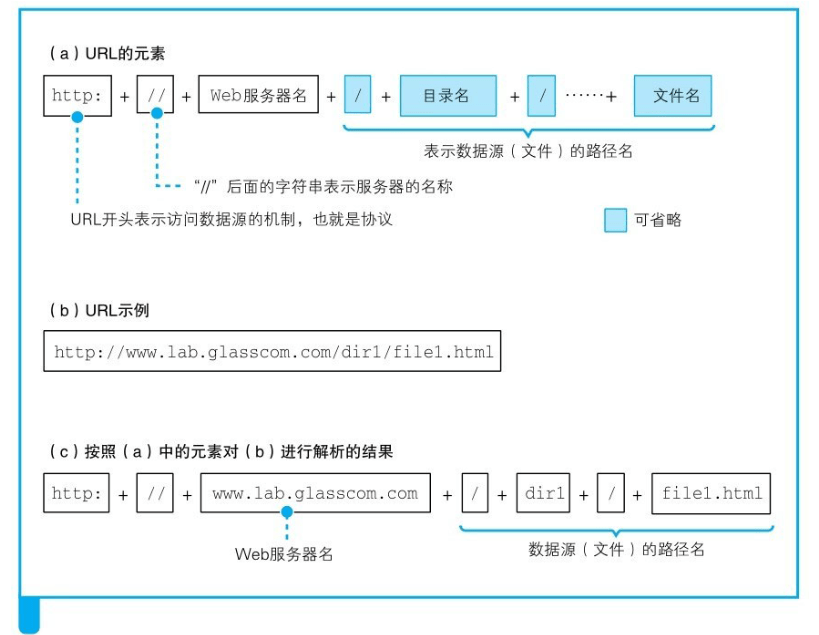 （a）URL的元素
http: + // + Web服务器名 + / + 目录名 + / ……+ 文件名
表示数据源（文件）的路径名
“//”后面的字符串表示服务器的名称
URL开头表示访问数据源的机制，也就是协议
可省略
（b）URL示例
http://www.lab.glasscom.com/dir1/file1.html
（c）按照（a）中的元素对（b）进行解析的结果
http: + // + www.lab.glasscom.com + / + dir1 + / + file1.html
Web服务器名
数据源（文件）的路径名